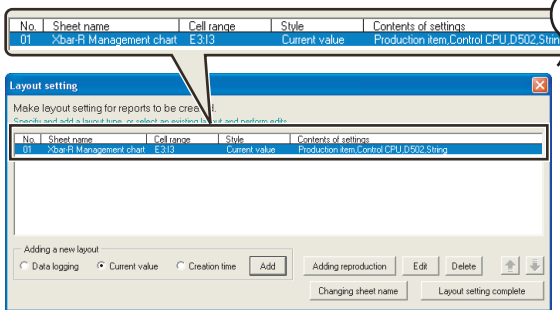 No. Sheet name Cell range Style Contents of settings
01 Xbar-R Management chart E3:I3 Current value Production item,Control CPU,D502,Strin
Layout setting
Make layout setting for reports to be created.
Specify and add a layout type, or select an existing layout and perform edits.
No. Sheet name Cell range Style Contents of settings
01 Xbar-R Management chart E3:I3 Current value Production item,Control CPU,D502,String
Adding a new layout
Data logging Current value Creation time Add Adding reproduction Edit Delete
Changing sheet name Layout setting complete